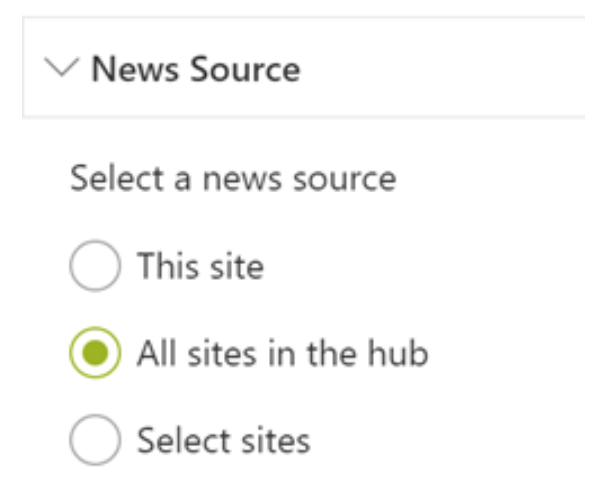 News Source
Select a news source
This site
All sites in the hub
Select sites